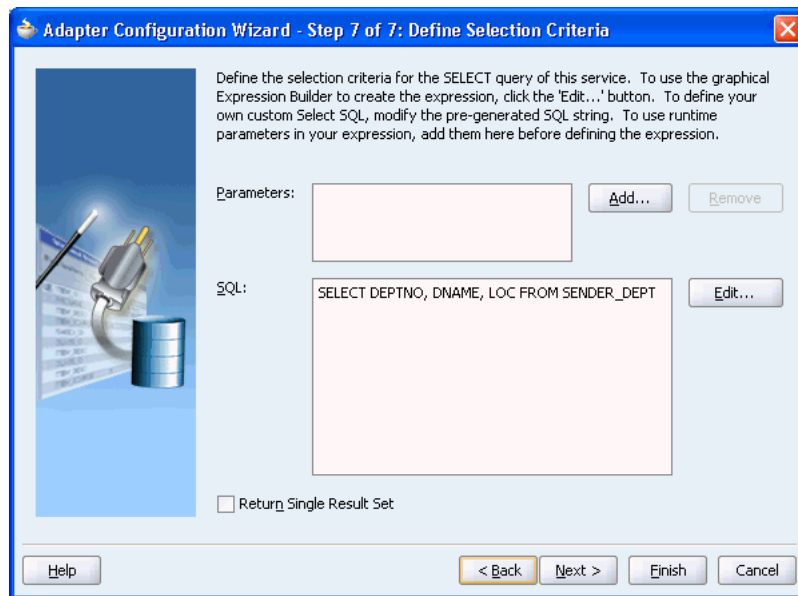 Adapter Configuration Wizard - Step 7 of 7: Define Selection Criteria
Define the selection criteria for the SELECT query of this service. To use the graphical
Expression Builder to create the expression, click the 'Edit...' button. To define your
own custom Select SQL, modify the pre-generated SQL string. To use runtime
parameters in your expression, add them here before defining the expression.
Parameters:
Add...
Remove
SQL:
SELECT DEPTNO, DNAME, LOC FROM SENDER_DEPT
Edit...
Return Single Result Set
Help
< Back
Next >
Finish
Cancel